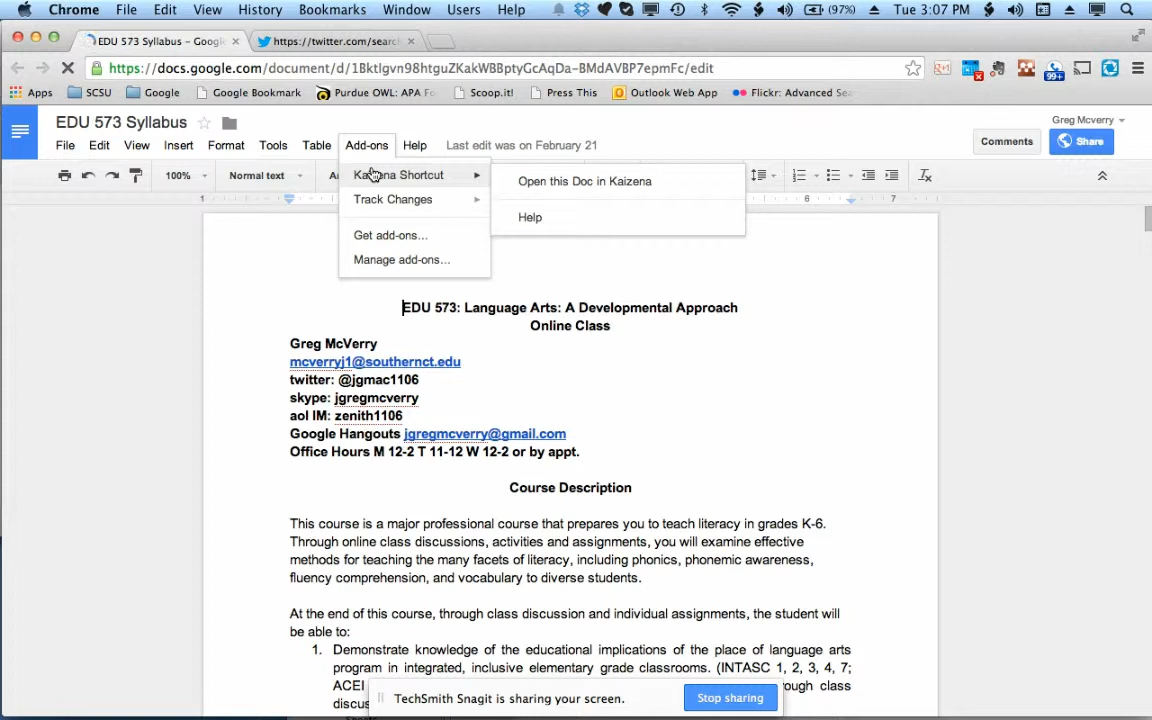 Chrome File Edit View History Bookmarks Window Users Help (97%) Tue 3:07 PM
EDU 573 Syllabus - Google https://twitter.com/search
https://docs.google.com/document/d/1BktIgvn98htguZKakWBBptyGcAqDa-BMdAVBP7epmFc/edit 99+
Apps SCSU Google Google Bookmark Purdue OWL: APA Fo Scoop.it! Press This Outlook Web App Flickr: Advanced Sea
EDU 573 Syllabus Greg Mcverry
File Edit View Insert Format Tools Table Add-ons Help Last edit was on February 21 Comments Share
100% Normal text
Shortcut
Open this Doc in Kaizena
Track Changes
Help
Get add-ons...
Manage add-ons...
1 6 7
EDU 573: Language Arts: A Developmental Approach
Online Class
Greg McVerry
mcverryj1@southernct.edu
twitter: @jgmac1106
skype: jgregmcverry
aol IM: zenith1106
Google Hangouts jgregmcverry@gmail.com
Office Hours M 12-2 T 11-12 W 12-2 or by appt.
Course Description
This course is a major professional course that prepares you to teach literacy in grades K-6.
Through online class discussions, activities and assignments, you will examine effective
methods for teaching the many facets of literacy, including phonics, phonemic awareness,
fluency comprehension, and vocabulary to diverse students.
At the end of this course, through class discussion and individual assignments, the student will
be able to:
1. Demonstrate knowledge of the educational implications of the place of language arts
program in integrated, inclusive elementary grade classrooms. (INTASC 1, 2, 3, 4, 7;
ACEI class
TechSmith Snagit is sharing your screen. Stop sharing